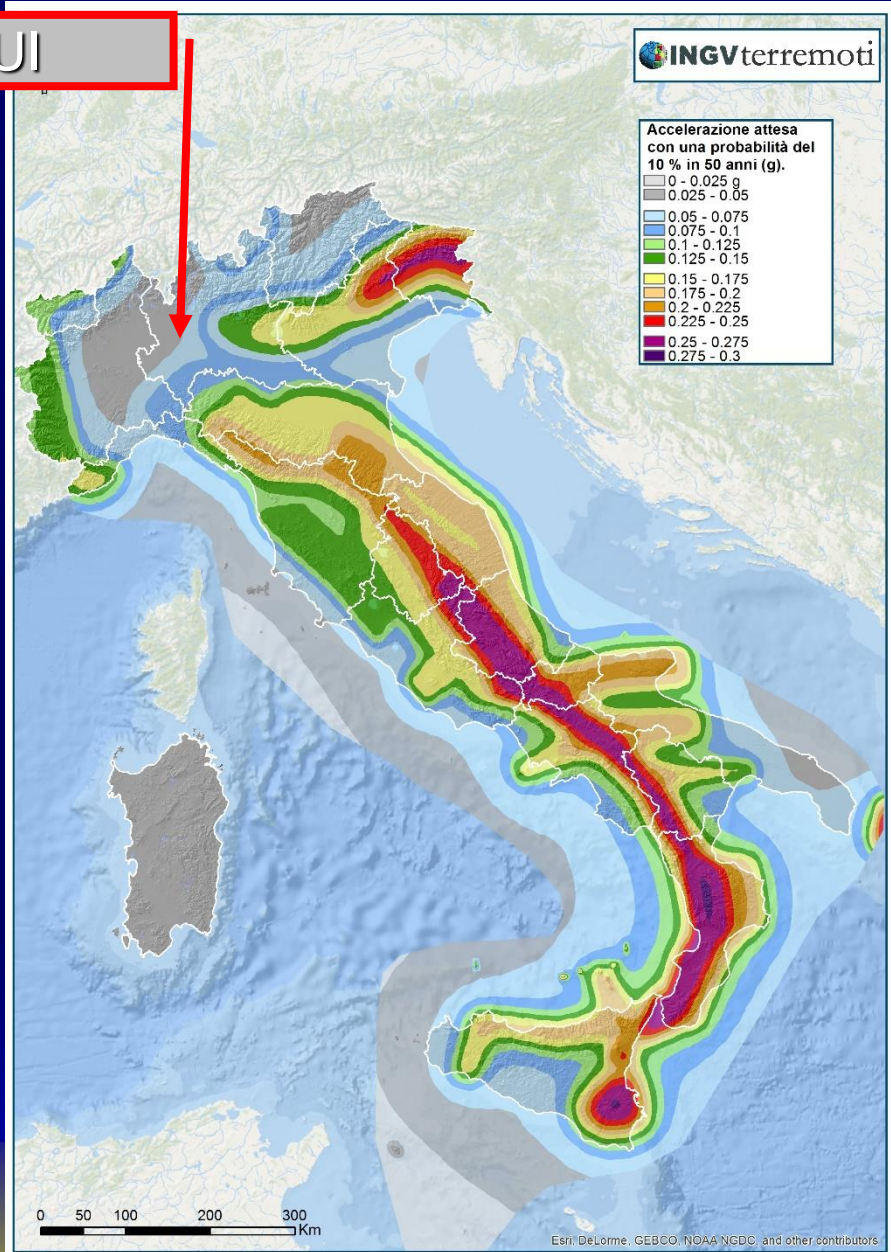 UI
INGVterremoti
Accelerazione attesa
con una probabilità del
10 % in 50 anni (g).
0 - 0.025 g
0.025 - 0.05
0.05 - 0.075
0.075 - 0.1
0.1 - 0.125
0.125 - 0.15
0.15 - 0.175
0.175 - 0.2
0.2 - 0.225
0.225 - 0.25
0.25 - 0.275
0.275 - 0.3
0 50 100 200 300
Km
Esri, DeLorme, GEBCO, NOAA NGDC, and other contributors